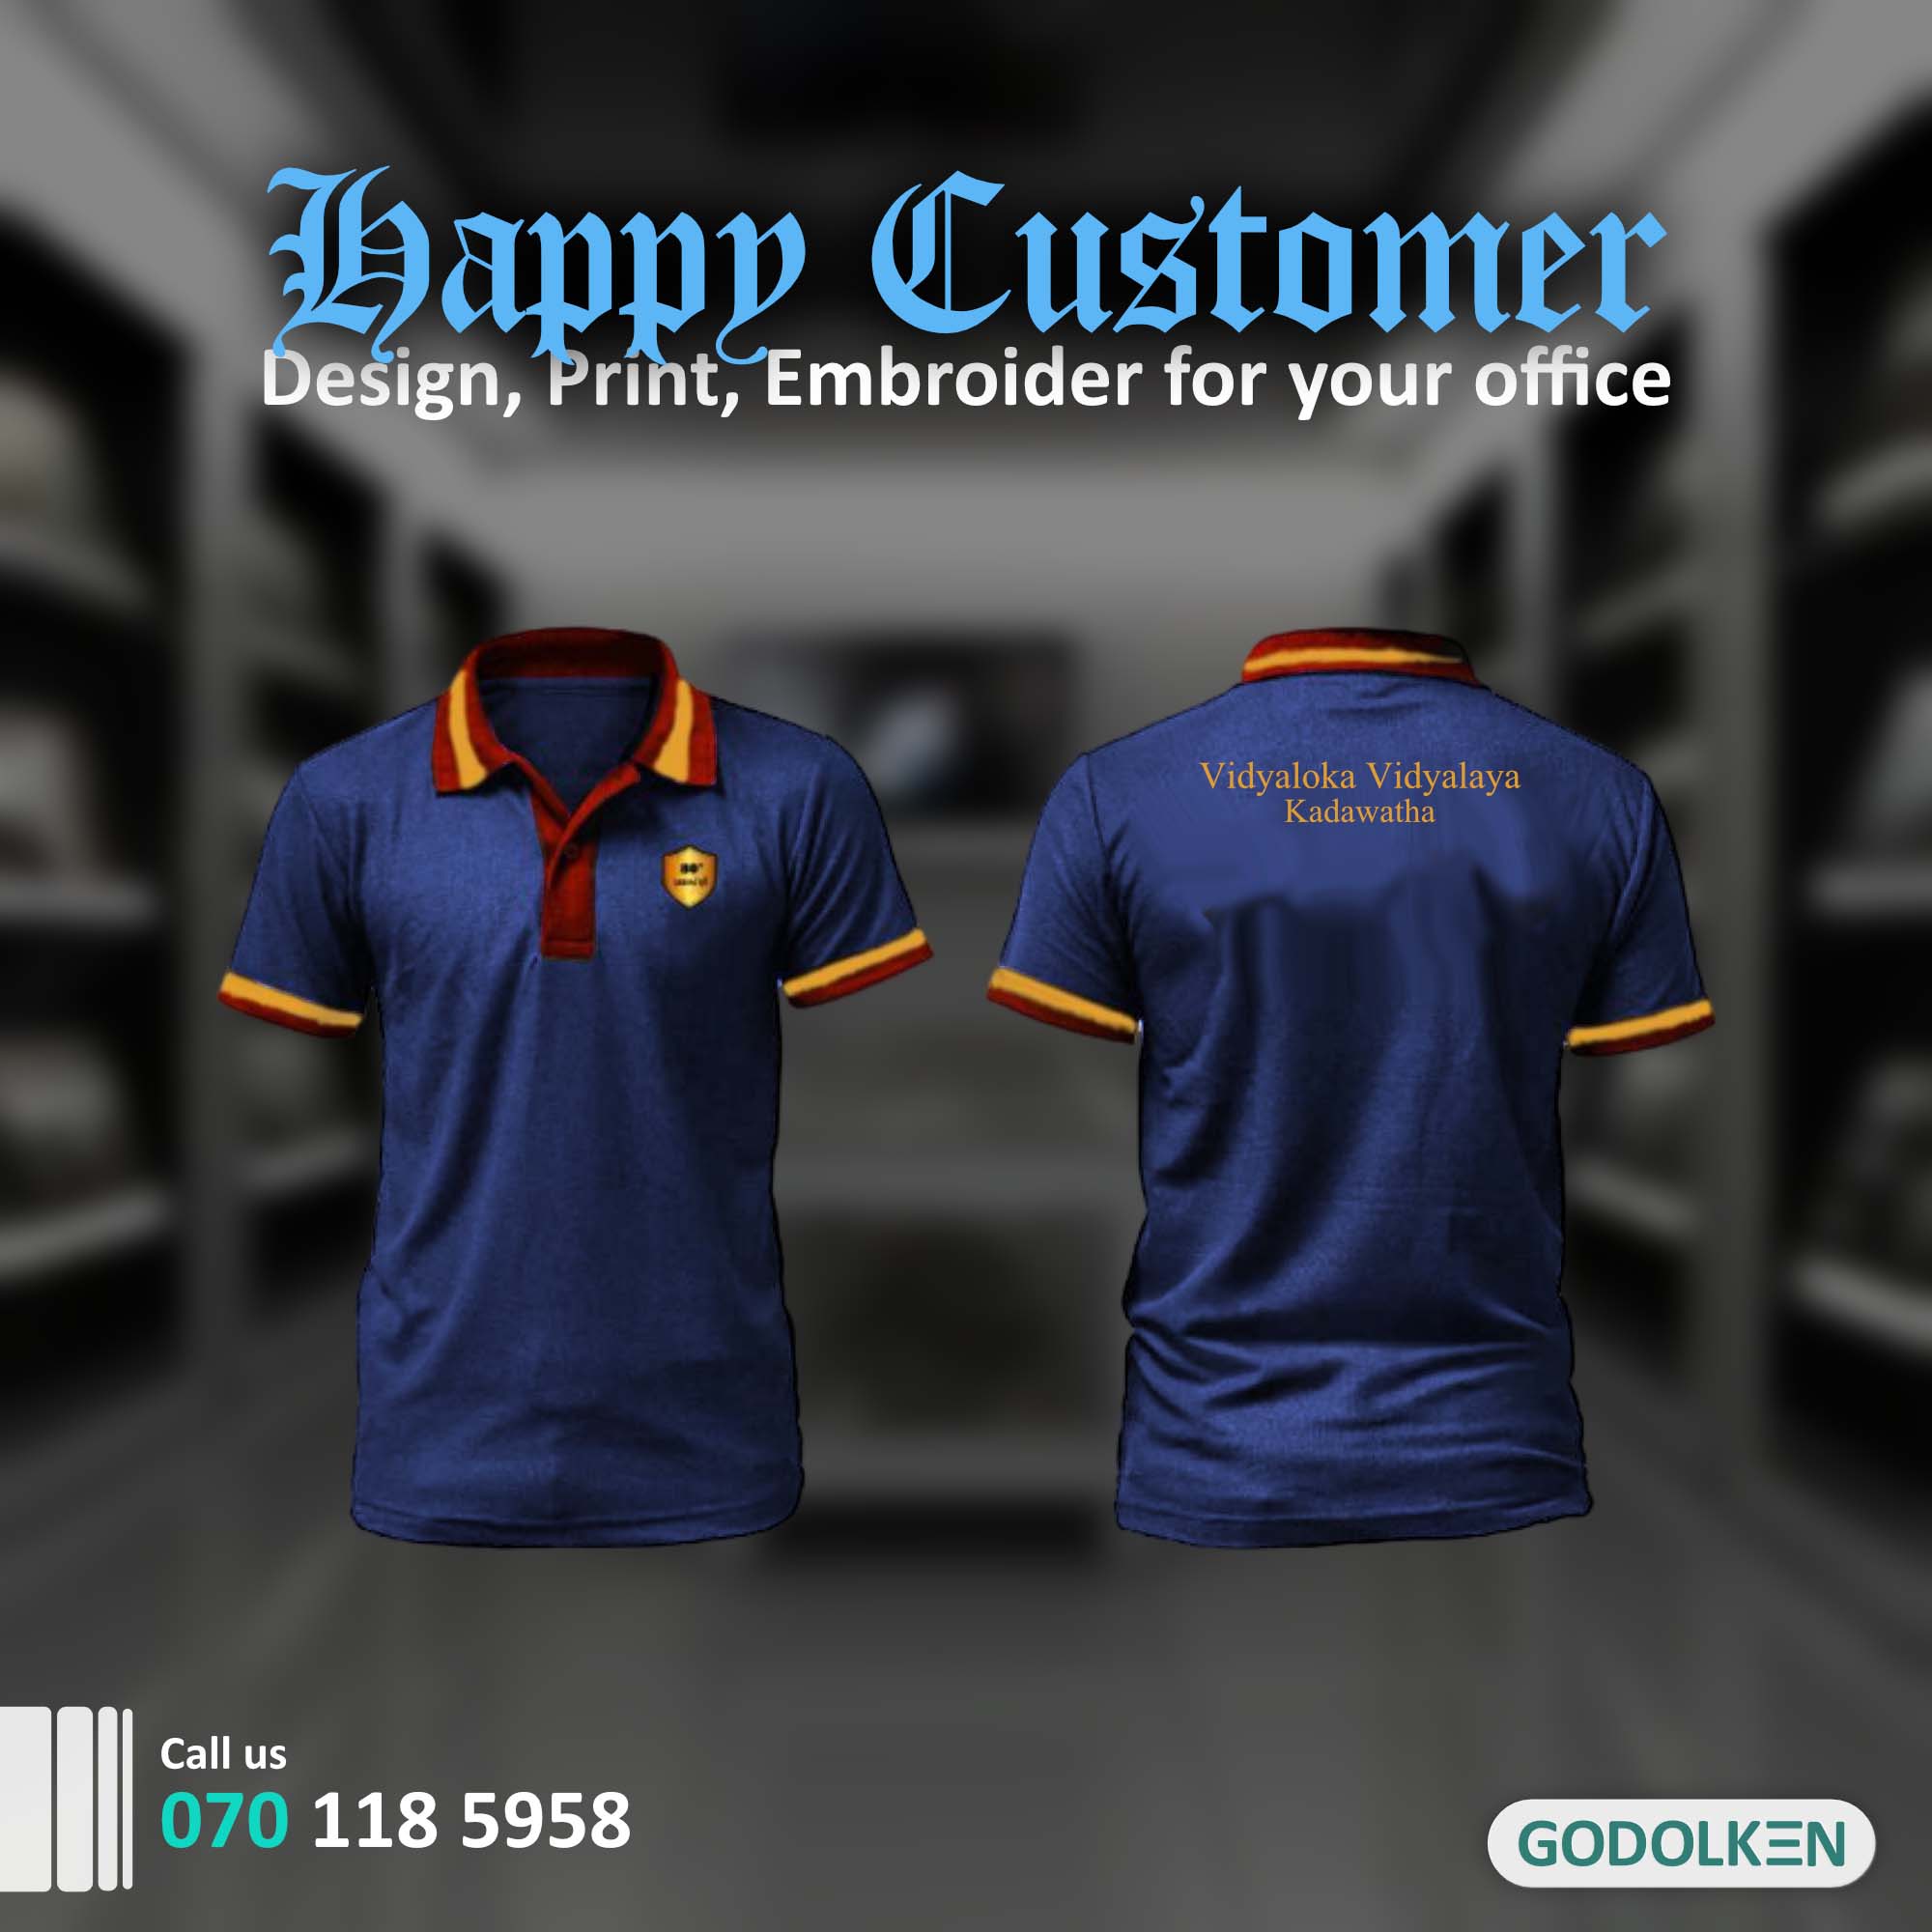 Happy Customer
Design, Print, Embroider for your office
Vidyaloka Vidyalaya
Kadawatha
Call us
070 118 5958
GODOLKEN